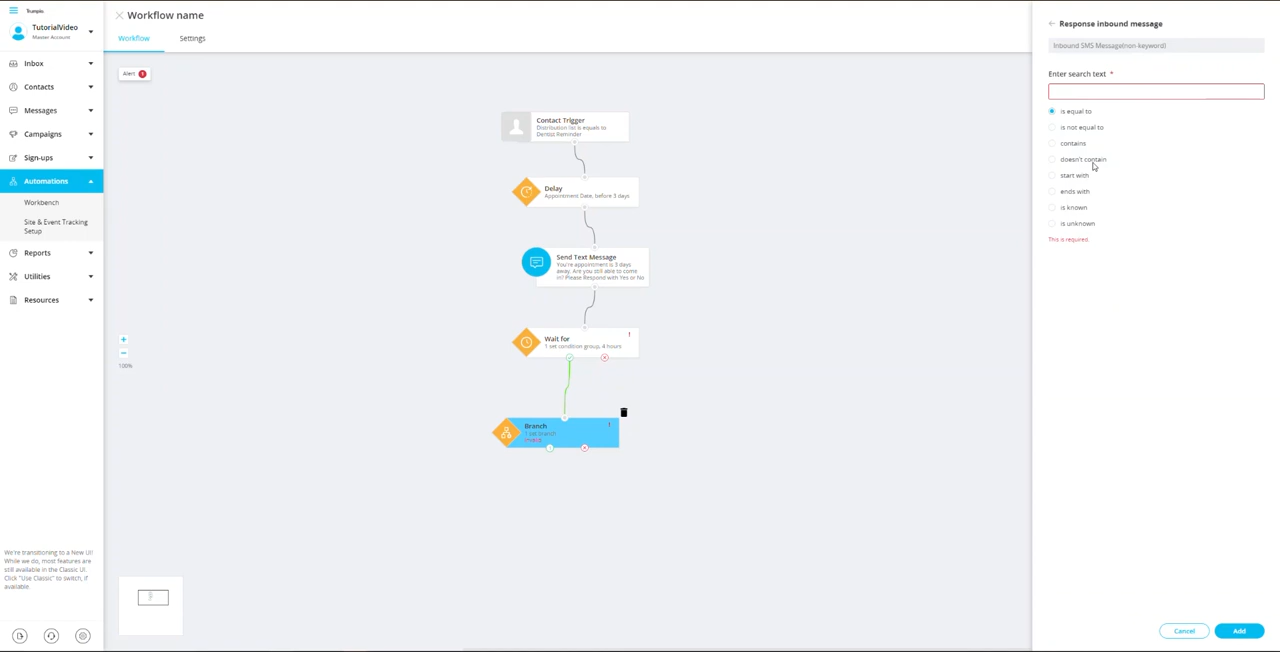 Trumpia
TutorialVideo
Master Account
Inbox
Contacts
Messages
Campaigns
Sign-ups
Automations
Workbench
Site & Event Tracking
Setup
Reports
Utilities
Resources
We're transitioning to a New UI!
While we do, most features are
still available in the Classic UI.
Click "Use Classic" to switch, if
available.
Workflow name
Workflow
Settings
Alert
100%
Contact Trigger
Distribution list is equals to
Dentist Reminder
Delay
Appointment Date, before 3 days
Send Text Message
You're appointment is 3 days
away. Are you still able to come
in? Please Respond with Yes or No
Wait for
1 set condition group, 4 hours
!
Branch
1 set branch
Invalid
!
Response inbound message
Inbound SMS Message(non-keyword)
Enter search text *
is equal to
is not equal to
contains
doesn't contain
start with
ends with
is known
is unknown
This is required.
Cancel
Add